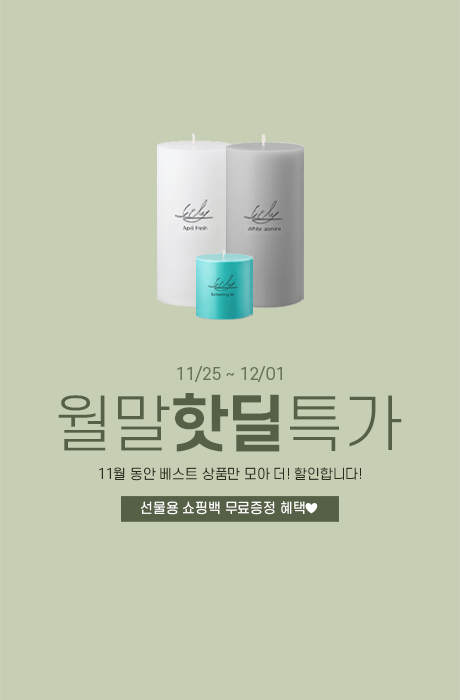 Lily
April Fresh
Lily
White Jasmine
Lily
11/25 ~ 12/01
월말핫딜특가
11월 동안 베스트 상품만 모아 더! 할인합니다!
선물용 쇼핑백 무료증정 혜택♥